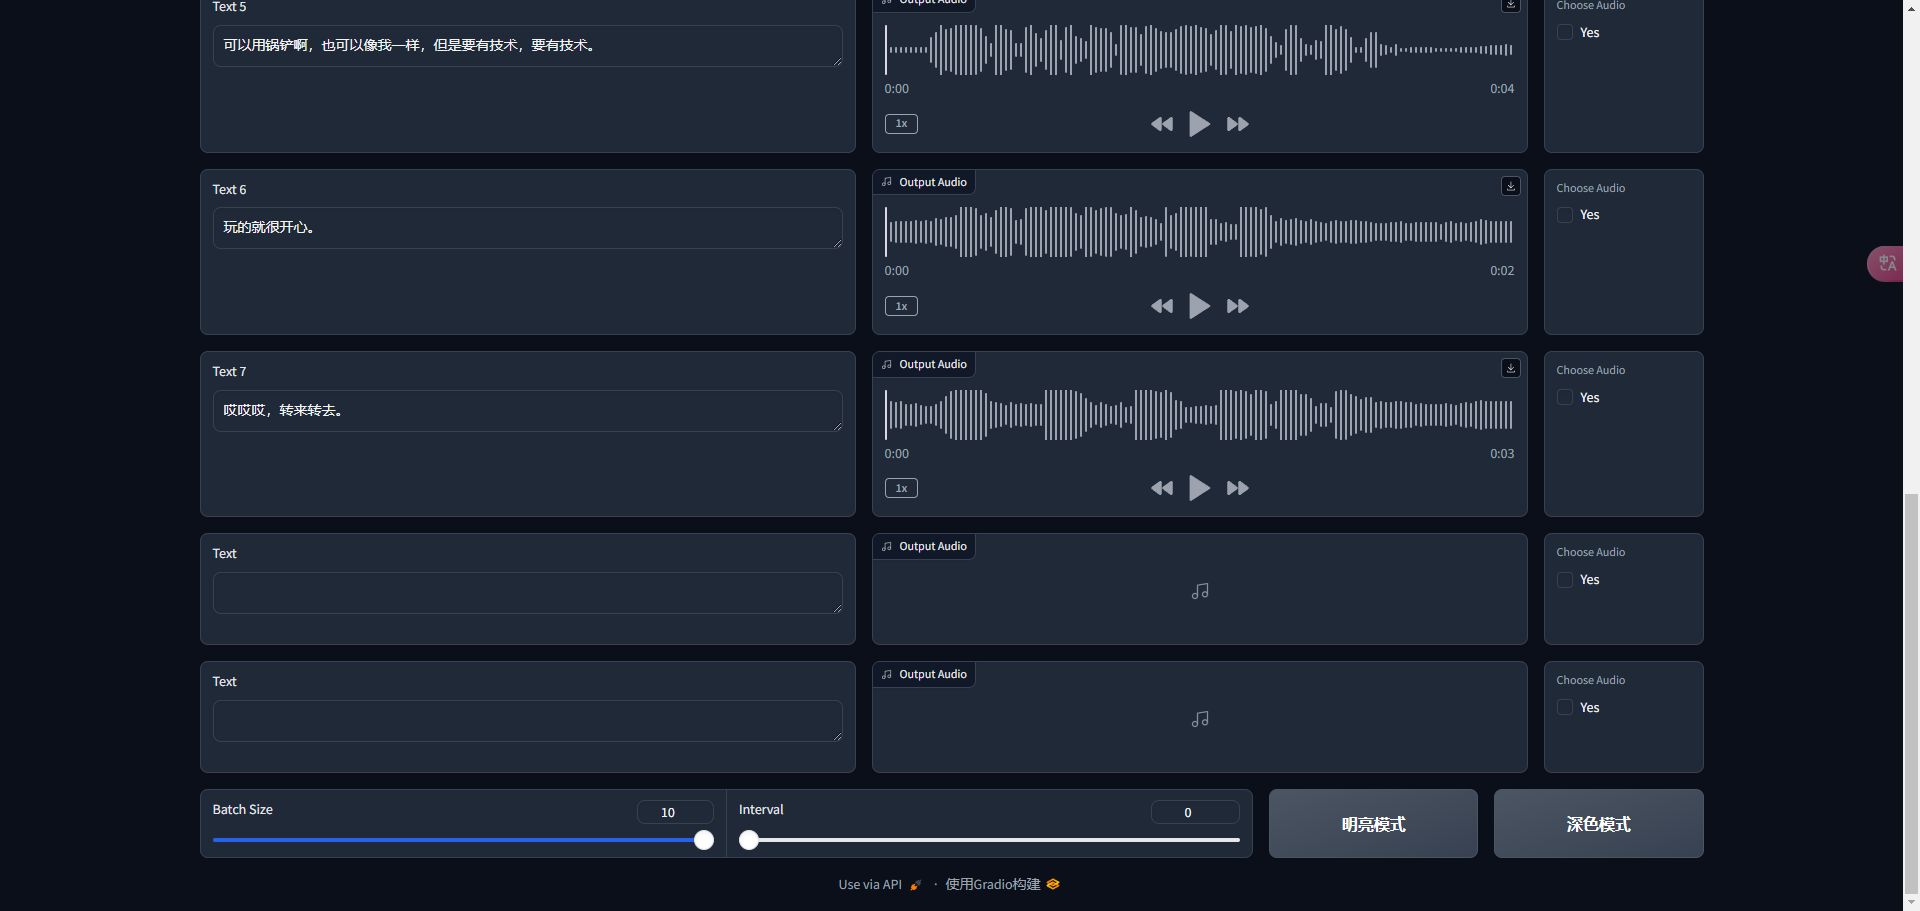 Text 5
Output Audio
Choose Audio
可以用锅铲啊，也可以像我一样，但是要有技术，要有技术。
Yes
0:00
0:04
1x
Text 6
Output Audio
Choose Audio
玩的就很开心。
Yes
0:00
0:02
1x
Text 7
Output Audio
Choose Audio
哎哎哎，转来转去。
Yes
0:00
0:03
1x
Text
Output Audio
Choose Audio
Yes
Text
Output Audio
Choose Audio
Yes
Batch Size
10
Interval
0
明亮模式
深色模式
Use via API · 使用Gradio构建